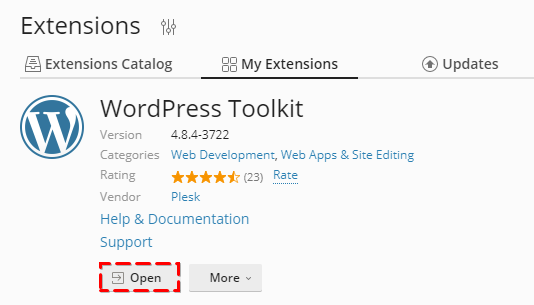 Extensions
Extensions Catalog My Extensions Updates
WordPress Toolkit
Version 4.8.4-3722
Categories Web Development, Web Apps & Site Editing
Rating (23) Rate
Vendor Plesk
Help & Documentation
Support
Open More